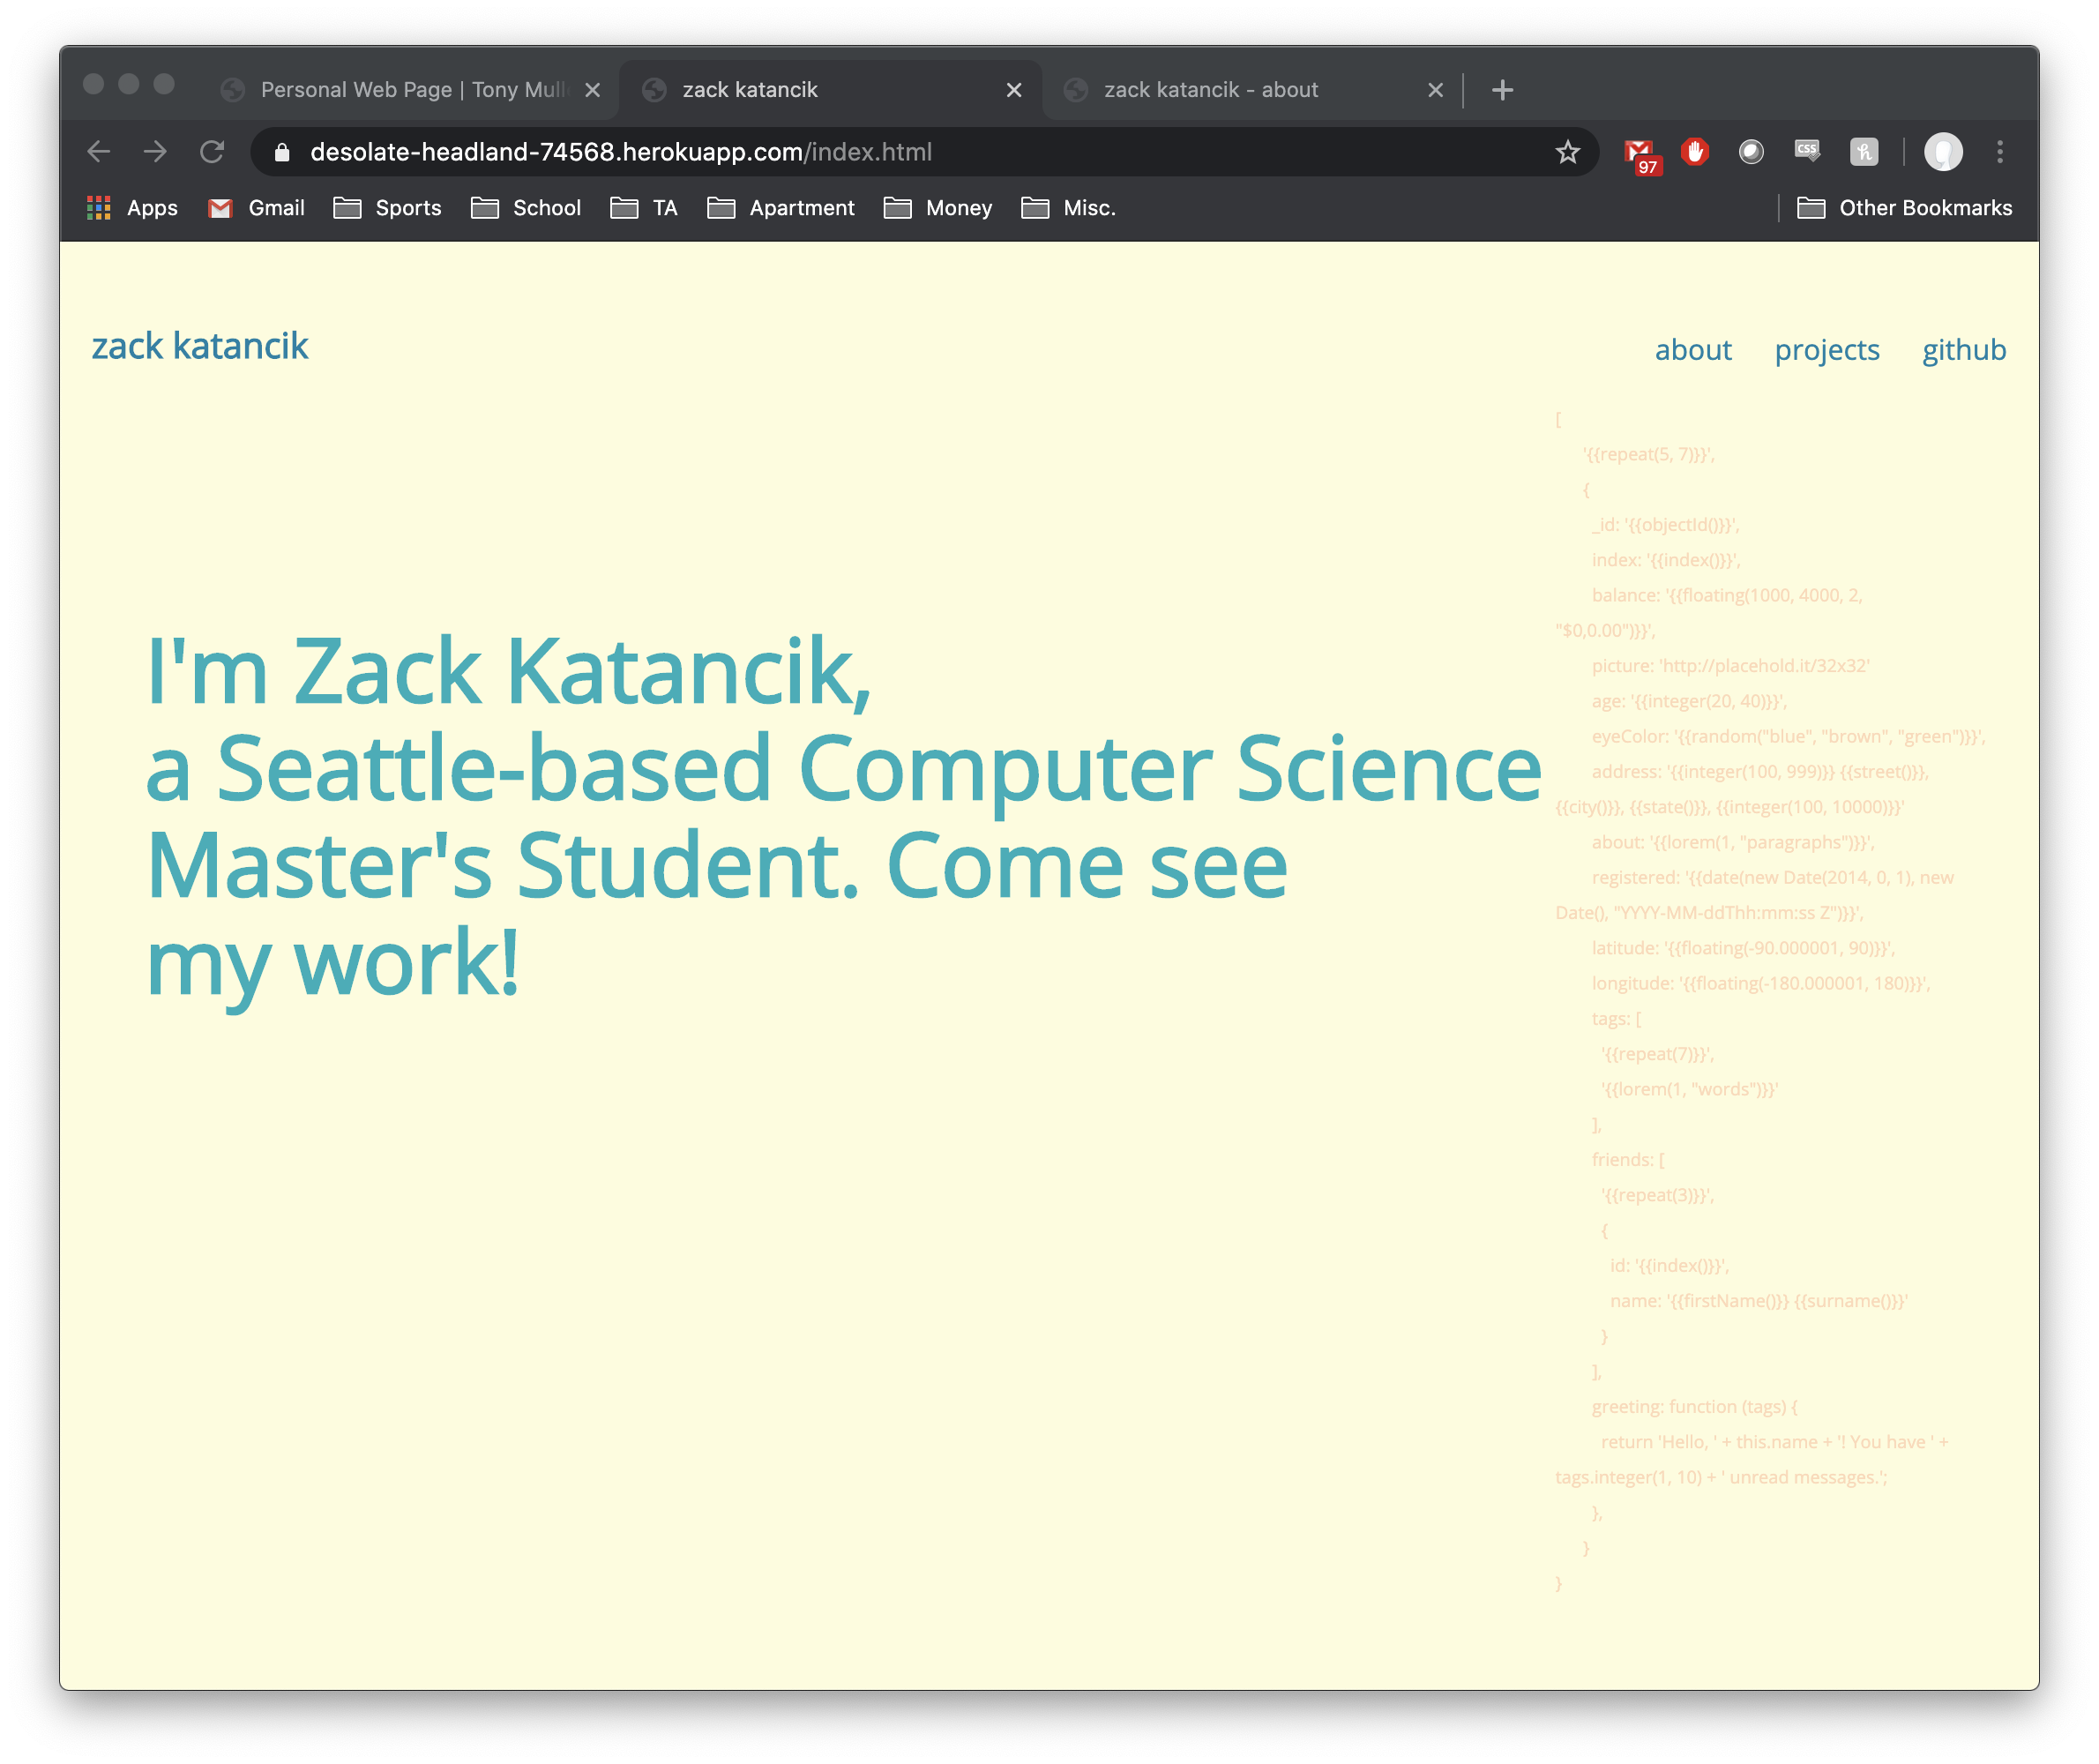 Personal Web Page | Tony Mull
zack katancik
zack katancik - about
desolate-headland-74568.herokuapp.com/index.html
97
CSS
h
Apps
Gmail
Sports
School
TA
Apartment
Money
Misc.
Other Bookmarks
zack katancik
about projects github
I'm Zack Katancik,
a Seattle-based Computer Science
Master's Student. Come see
my work!
[
'{{repeat(5, 7)}}',
{
_id: '{{objectId()}}',
index: '{{index()}}',
balance: '{{floating(1000, 4000, 2,
"$0,0.00")}}',
picture: 'http://placehold.it/32x32'
age: '{{integer(20, 40)}}',
eyeColor: '{{random("blue", "brown", "green")}}',
address: '{{integer(100, 999)}} {{street()}},
{{city()}}, {{state()}}, {{integer(100, 10000)}}'
about: '{{lorem(1, "paragraphs")}}',
registered: '{{date(new Date(2014, 0, 1), new
Date(), "YYYY-MM-ddThh:mm:ss Z")}}',
latitude: '{{floating(-90.000001, 90)}}',
longitude: '{{floating(-180.000001, 180)}}',
tags: [
'{{repeat(7)}}',
'{{lorem(1, "words")}}'
],
friends: [
'{{repeat(3)}}',
{
id: '{{index()}}',
name: '{{firstName()}} {{surname()}}'
}
],
greeting: function (tags) {
return 'Hello, ' + this.name + '! You have ' +
tags.integer(1, 10) + ' unread messages.';
},
}
}